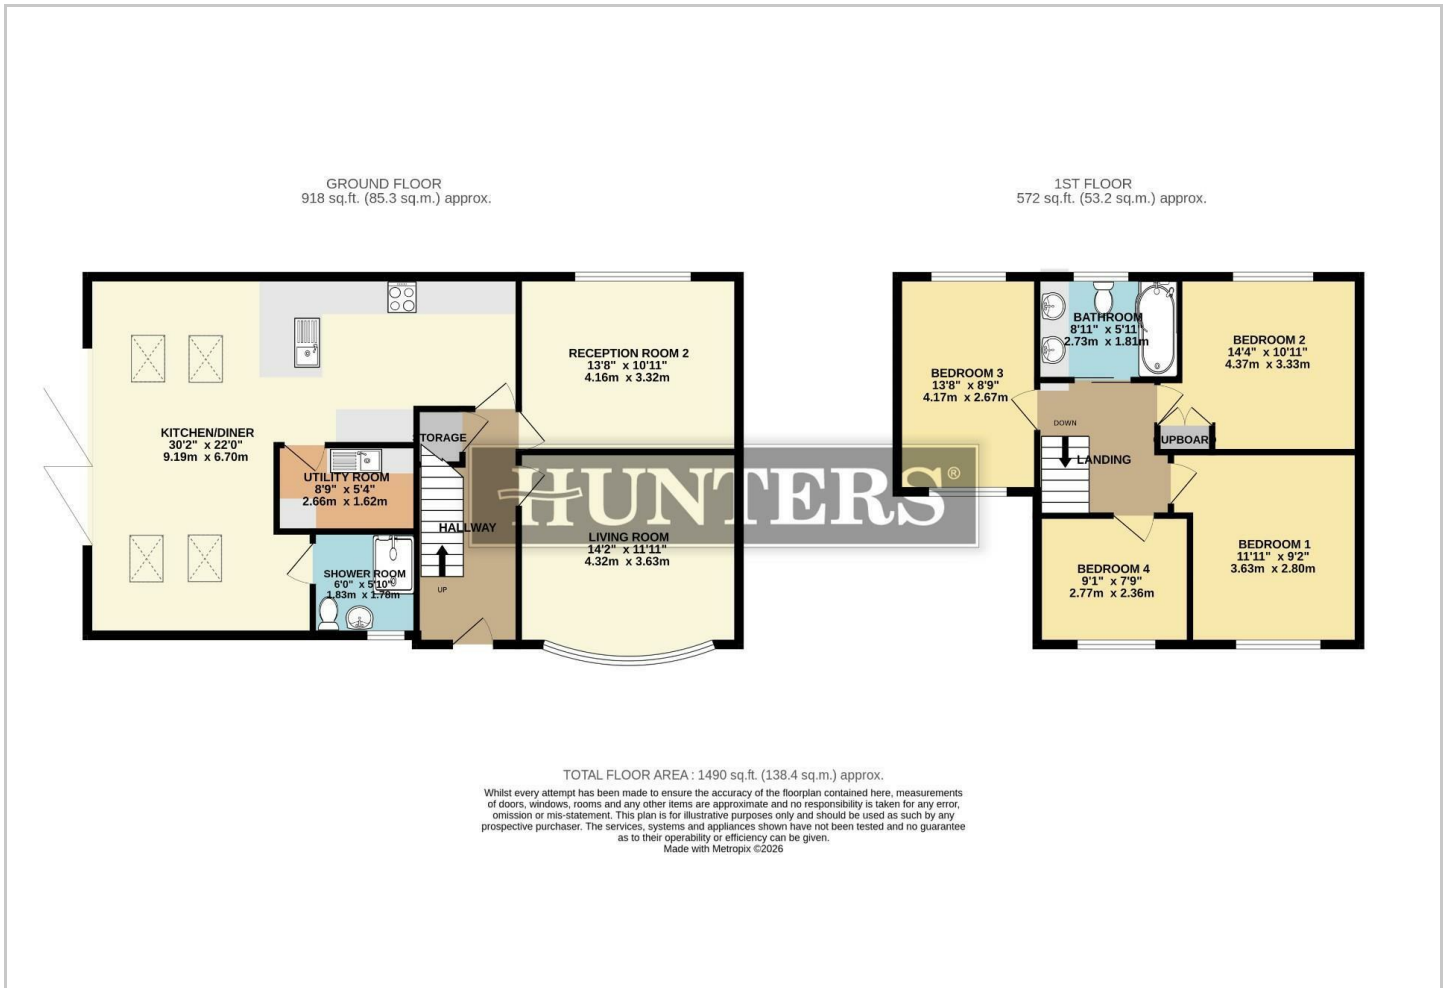 GROUND FLOOR
918 sq.ft. (85.3 sq.m.) approx.
1ST FLOOR
572 sq.ft. (53.2 sq.m.) approx.
KITCHEN/DINER
30'2" x 22'0"
9.19m x 6.70m
RECEPTION ROOM 2
13'8" x 10'11"
4.16m x 3.32m
STORAGE
UTILITY ROOM
8'9" x 5'4"
2.66m x 1.62m
HALLWAY
UP
SHOWER ROOM
6'0" x 5'10"
1.83m x 1.78m
LIVING ROOM
14'2" x 11'11"
4.32m x 3.63m
HUNTERS®
BEDROOM 3
13'8" x 8'9"
4.17m x 2.67m
BATHROOM
8'11" x 5'11"
2.73m x 1.81m
BEDROOM 2
14'4" x 10'11"
4.37m x 3.33m
DOWN
CUPBOARD
LANDING
BEDROOM 4
9'1" x 7'9"
2.77m x 2.36m
BEDROOM 1
11'11" x 9'2"
3.63m x 2.80m
TOTAL FLOOR AREA : 1490 sq.ft. (138.4 sq.m.) approx.
Whilst every attempt has been made to ensure the accuracy of the floorplan contained here, measurements
of doors, windows, rooms and any other items are approximate and no responsibility is taken for any error,
omission or mis-statement. This plan is for illustrative purposes only and should be used as such by any
prospective purchaser. The services, systems and appliances shown have not been tested and no guarantee
as to their operability or efficiency can be given.
Made with Metropix ©2026